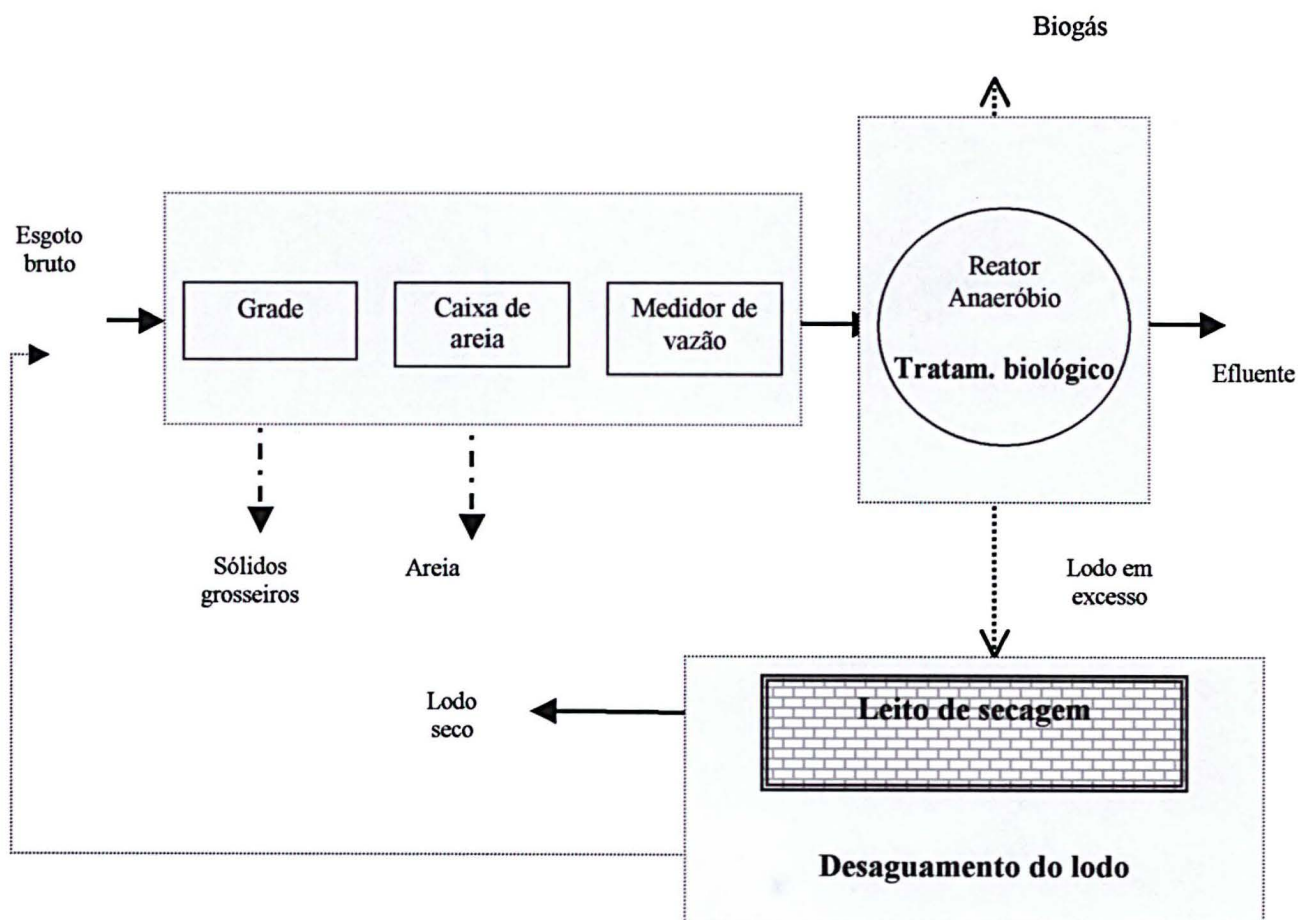 Biogás
Esgoto
bruto
Grade
Caixa de
areia
Medidor de
vazão
Reator
Anaeróbio
Tratam. biológico
Efluente
Sólidos
grosseiros
Areia
Lodo em
excesso
Lodo
seco
Leito de secagem
Desaguamento do lodo